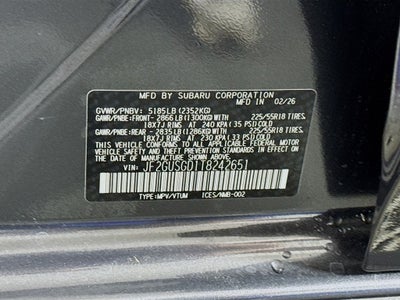 MFD BY SUBARU CORPORATION IN 02/26
GVWR/PNBV: 5185LB(2352KG)
GAWR/PNBE: FRONT- 2866LB(1300KG) 225/55R18 TIRES,
18X7J RIMS AT 240 KPA(35 PSI)COLD
GAWR/PNBE: REAR - 2835LB(1286KG) 225/55R18 TIRES,
18X7J RIMS AT 230 KPA(33 PSI)COLD
THIS VEHICLE CONFORMS TO ALL APPLICABLE FEDERAL MOTOR
VEHICLE SAFETY, BUMPER, AND THEFT PREVENTION STANDARDS
IN EFFECT ON THE DATE OF MANUFACTURE SHOWN ABOVE.
VIN: JF2GUSGD1T8242651
TYPE:MPV/VTUM ICES/NMB-002